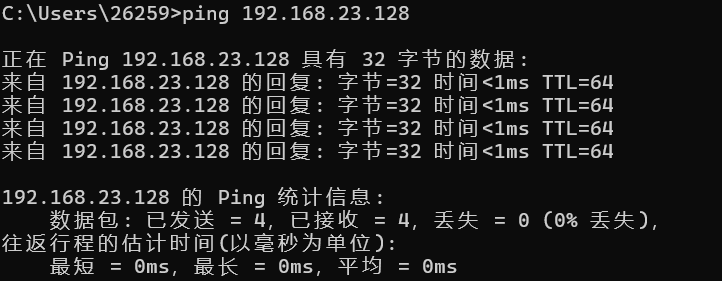 C:\Users\26259>ping 192.168.23.128
正在 Ping 192.168.23.128 具有 32 字节的数据:
来自 192.168.23.128 的回复: 字节=32 时间<1ms TTL=64
来自 192.168.23.128 的回复: 字节=32 时间<1ms TTL=64
来自 192.168.23.128 的回复: 字节=32 时间<1ms TTL=64
来自 192.168.23.128 的回复: 字节=32 时间<1ms TTL=64
192.168.23.128 的 Ping 统计信息:
数据包: 已发送 = 4, 已接收 = 4, 丢失 = 0 (0% 丢失),
往返行程的估计时间(以毫秒为单位):
最短 = 0ms, 最长 = 0ms, 平均 = 0ms